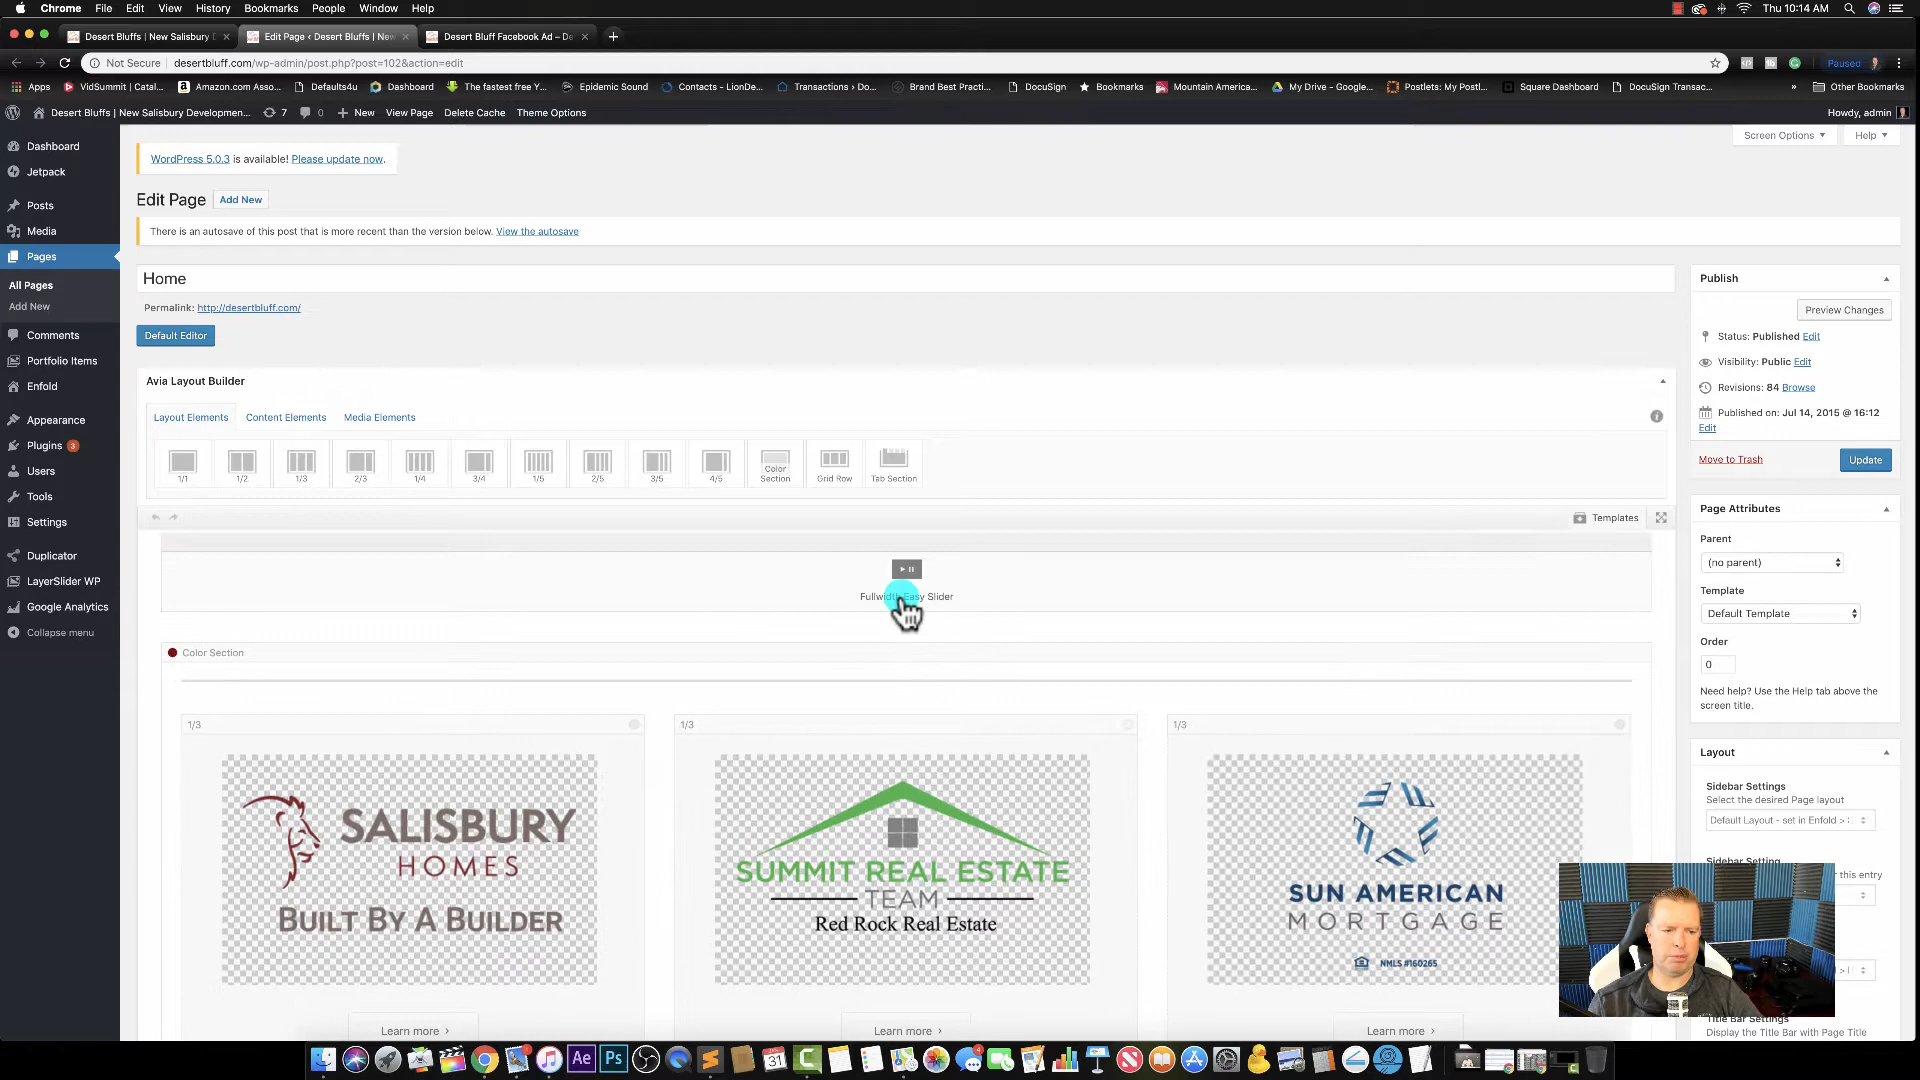 Chrome File Edit View History Bookmarks People Window Help
Thu 10:14 AM
Desert Bluffs | New Salisbury D
Edit Page ‹ Desert Bluffs | New
Desert Bluff Facebook Ad – De
Not Secure desertbluff.com/wp-admin/post.php?post=102&action=edit
Paused
Apps VidSummit | Catal... Amazon.com Asso... Defaults4u Dashboard The fastest free Y... Epidemic Sound Contacts - LionDe... Transactions › Do... Brand Best Practi... DocuSign Bookmarks Mountain America... My Drive - Google... Postlets: My Postl... Square Dashboard DocuSign Transac... » Other Bookmarks
Desert Bluffs | New Salisbury Developmen... 7 0 New View Page Delete Cache Theme Options Howdy, admin
Screen Options Help
Dashboard
Jetpack
Posts
Media
Pages
All Pages
Add New
Comments
Portfolio Items
Enfold
Appearance
Plugins 3
Users
Tools
Settings
Duplicator
LayerSlider WP
Google Analytics
Collapse menu
WordPress 5.0.3 is available! Please update now.
Edit Page Add New
There is an autosave of this post that is more recent than the version below. View the autosave
Home
Permalink: http://desertbluff.com/
Default Editor
Avia Layout Builder
Layout Elements Content Elements Media Elements
1/1 1/2 1/3 2/3 1/4 3/4 1/5 2/5 3/5 4/5 Color Section Grid Row Tab Section
Templates
Fullwidth Easy Slider
Color Section
1/3
SALISBURY
HOMES
BUILT BY A BUILDER
Learn more ›
1/3
SUMMIT REAL ESTATE
TEAM
Red Rock Real Estate
Learn more ›
1/3
SUN AMERICAN
MORTGAGE
NMLS #160265
Learn more ›
Publish
Preview Changes
Status: Published Edit
Visibility: Public Edit
Revisions: 84 Browse
Published on: Jul 14, 2015 @ 16:12
Edit
Move to Trash Update
Page Attributes
Parent
(no parent)
Template
Default Template
Order
0
Need help? Use the Help tab above the
screen title.
Layout
Sidebar Settings
Select the desired Page layout
Default Layout - set in Enfold >
Sidebar Setting
r this entry
Title Bar Settings
Display the Title Bar with Page Title
Ae Ps